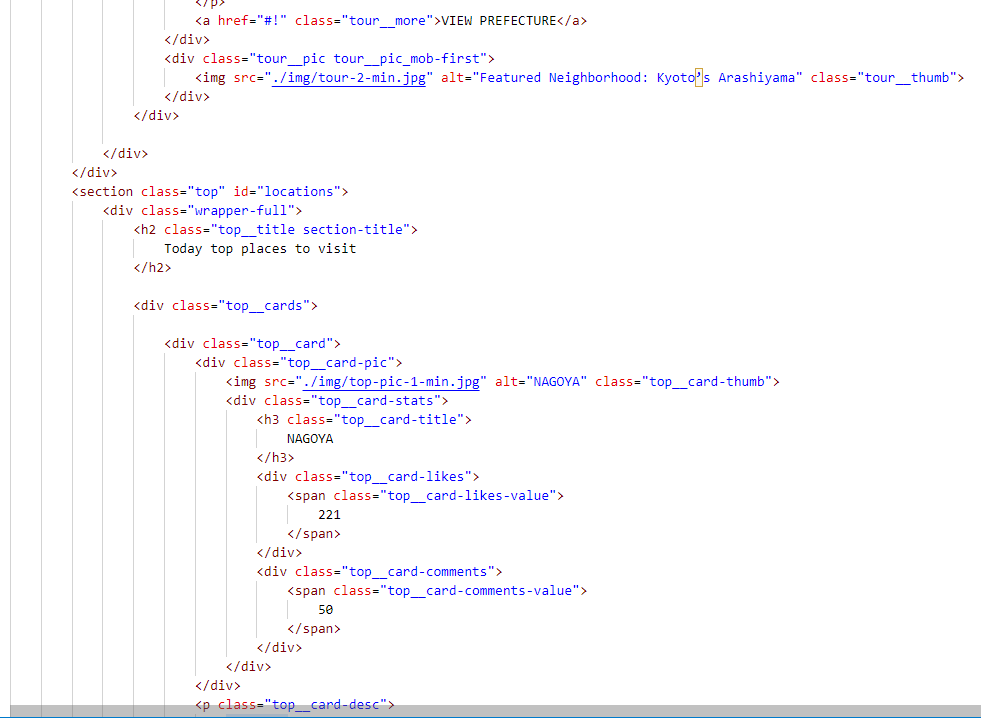 </p>
<a href="#!" class="tour__more">VIEW PREFECTURE</a>
</div>
<div class="tour__pic tour__pic_mob-first">
<img src="./img/tour-2-min.jpg" alt="Featured Neighborhood: Kyoto’s Arashiyama" class="tour__thumb">
</div>
</div>
</div>
</div>
<section class="top" id="locations">
<div class="wrapper-full">
<h2 class="top__title section-title">
Today top places to visit
</h2>
<div class="top__cards">
<div class="top__card">
<div class="top__card-pic">
<img src="./img/top-pic-1-min.jpg" alt="NAGOYA" class="top__card-thumb">
<div class="top__card-stats">
<h3 class="top__card-title">
NAGOYA
</h3>
<div class="top__card-likes">
<span class="top__card-likes-value">
221
</span>
</div>
<div class="top__card-comments">
<span class="top__card-comments-value">
50
</span>
</div>
</div>
</div>
<p class="top__card-desc">